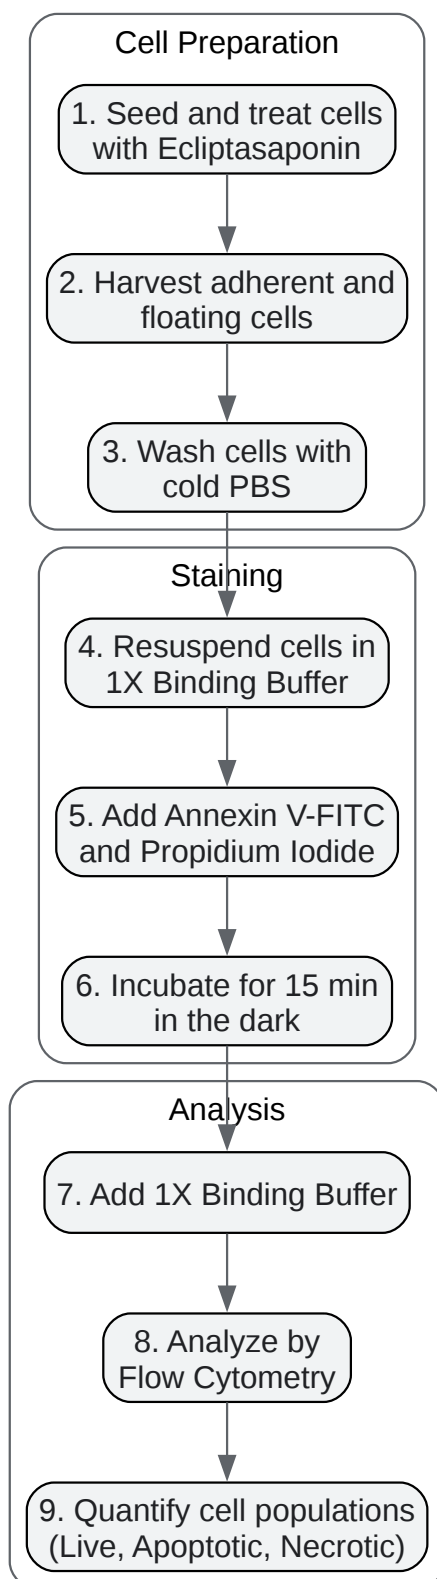 Cell Preparation
1. Seed and treat cells
with Ecliptasaponin
2. Harvest adherent and
floating cells
3. Wash cells with
cold PBS
Staining
4. Resuspend cells in
1X Binding Buffer
5. Add Annexin V-FITC
and Propidium Iodide
6. Incubate for 15 min
in the dark
Analysis
7. Add 1X Binding Buffer
8. Analyze by
Flow Cytometry
9. Quantify cell populations
(Live, Apoptotic, Necrotic)